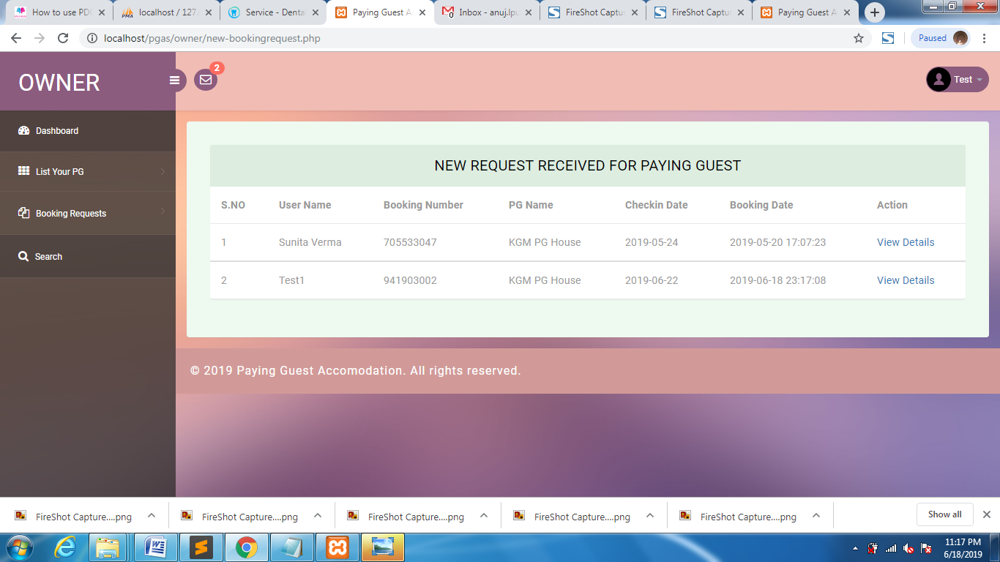 How to use PD
localhost / 127.
Service - Denta
Paying Guest A
Inbox - anuj.lpu
FireShot Captu
FireShot Captu
Paying Guest A
localhost/pgas/owner/new-bookingrequest.php
Paused
OWNER
2
Test
Dashboard
List Your PG
Booking Requests
Search
NEW REQUEST RECEIVED FOR PAYING GUEST
S.NO User Name Booking Number PG Name Checkin Date Booking Date Action
1 Sunita Verma 705533047 KGM PG House 2019-05-24 2019-05-20 17:07:23 View Details
2 Test1 941903002 KGM PG House 2019-06-22 2019-06-18 23:17:08 View Details
© 2019 Paying Guest Accomodation. All rights reserved.
FireShot Capture....png
FireShot Capture....png
FireShot Capture....png
FireShot Capture....png
FireShot Capture....png
Show all
11:17 PM
6/18/2019